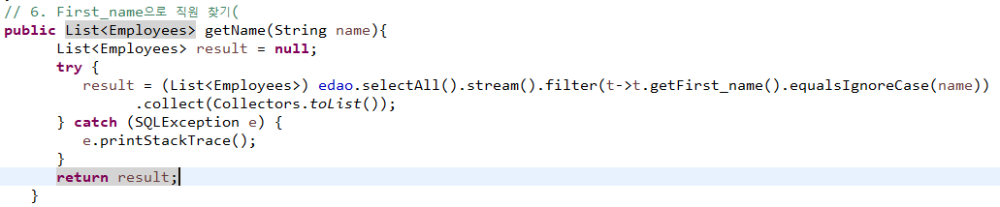 // 6. First_name으로 직원 찾기(
public List<Employees> getName(String name){
List<Employees> result = null;
try {
result = (List<Employees>) edao.selectAll().stream().filter(t->t.getFirst_name().equalsIgnoreCase(name))
.collect(Collectors.toList());
} catch (SQLException e) {
e.printStackTrace();
}
return result;
}